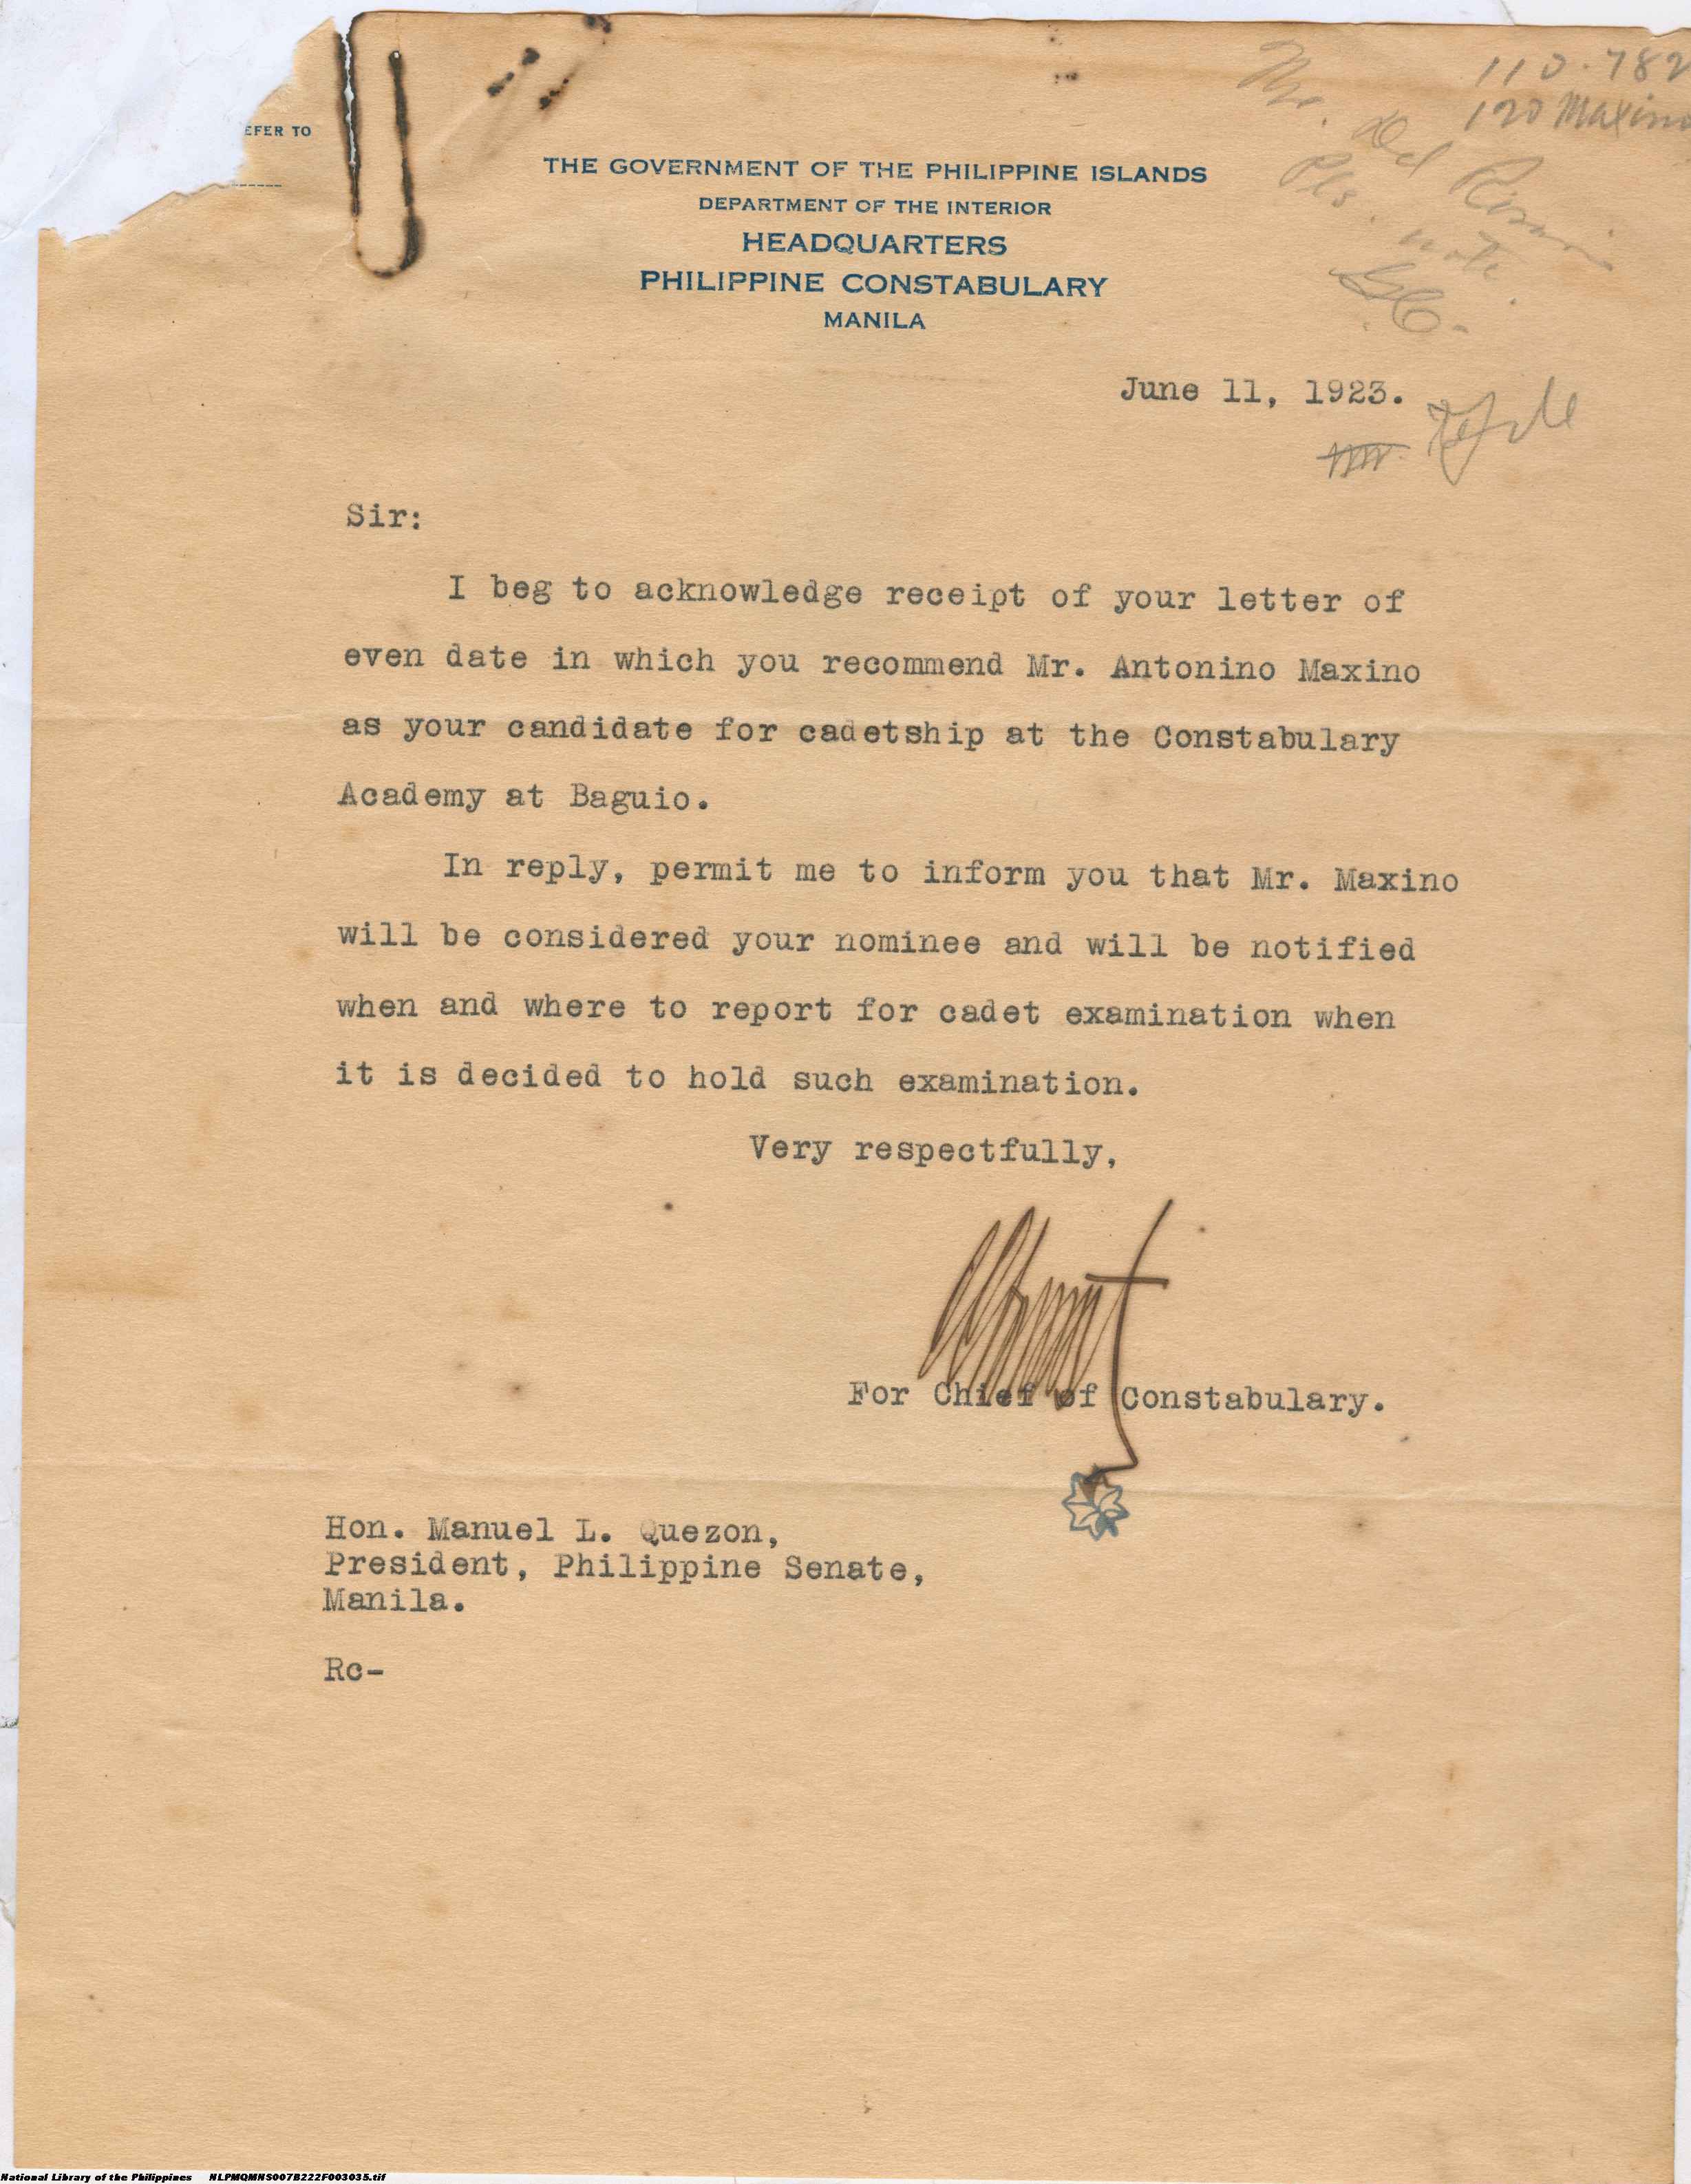 EFER TO
110-782
120 Maxino
Mr. Del
Pls. note.
THE GOVERNMENT OF THE PHILIPPINE ISLANDS
DEPARTMENT OF THE INTERIOR
HEADQUARTERS
PHILIPPINE CONSTABULARY
MANILA
June 11, 1923.
Sir:
I beg to acknowledge receipt of your letter of
even date in which you recommend Mr. Antonino Maxino
as your candidate for cadetship at the Constabulary
Academy at Baguio.
In reply, permit me to inform you that Mr. Maxino
will be considered your nominee and will be notified
when and where to report for cadet examination when
it is decided to hold such examination.
Very respectfully,
For Chief of Constabulary.
Hon. Manuel L. Quezon,
President, Philippine Senate,
Manila.
Rc-
National Library of the Philippines NLPMQMNS007B222F003035.tif